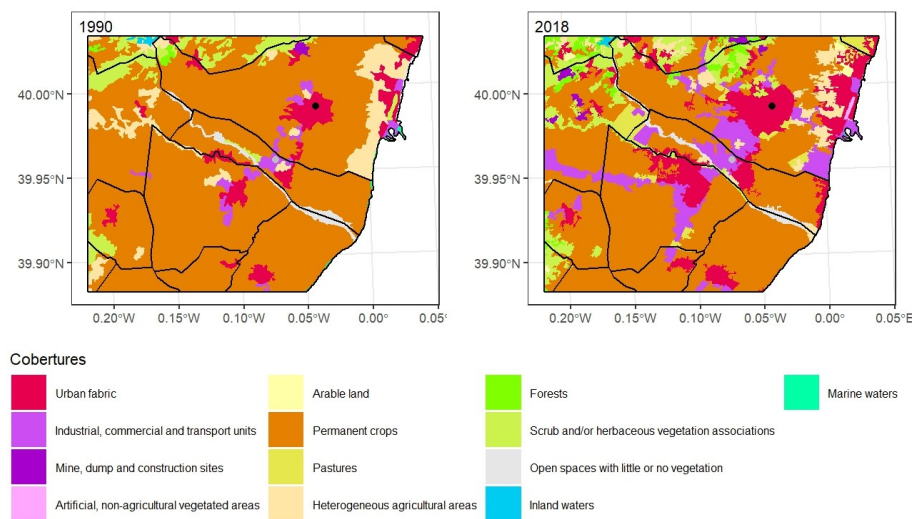 1990
2018
40.00°N
39.95°N
39.90°N
0.20°W
0.15°W
0.10°W
0.05°W
0.00°
0.05°
40.00°N
39.95°N
39.90°N
0.20°W
0.15°W
0.10°W
0.05°W
0.00°
0.05°E
Cobertures
Urban fabric
Arable land
Forests
Marine waters
Industrial, commercial and transport units
Permanent crops
Scrub and/or herbaceous vegetation associations
Mine, dump and construction sites
Pastures
Open spaces with little or no vegetation
Artificial, non-agricultural vegetated areas
Heterogeneous agricultural areas
Inland waters